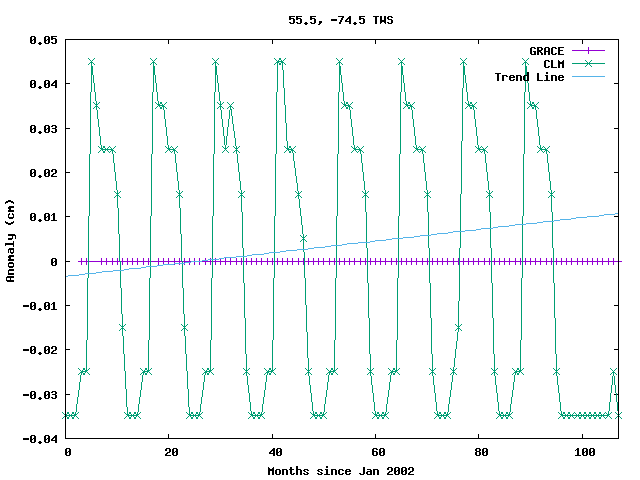 55.5, -74.5 TWS
0.05
0.04
0.03
0.02
0.01
0
-0.01
-0.02
-0.03
-0.04
Anomaly (cm)
GRACE
CLM
Trend Line
0 20 40 60 80 100
Months since Jan 2002